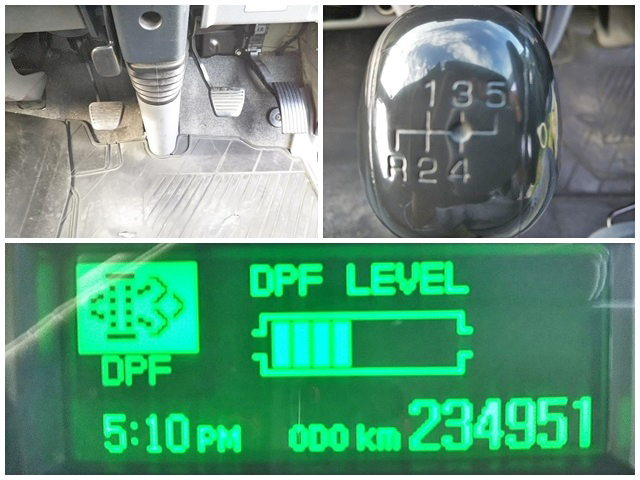 1 3 5
R 2 4
DPF LEVEL
DPF
5:10 PM ODO km 234951